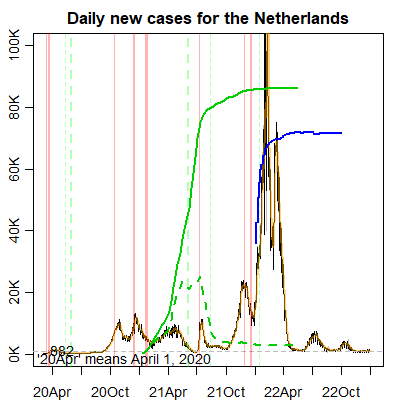 Daily new cases for the Netherlands
100K
80K
60K
40K
20K
0K
882
'20Apr' means April 1, 2020
20Apr 20Oct 21Apr 21Oct 22Apr 22Oct